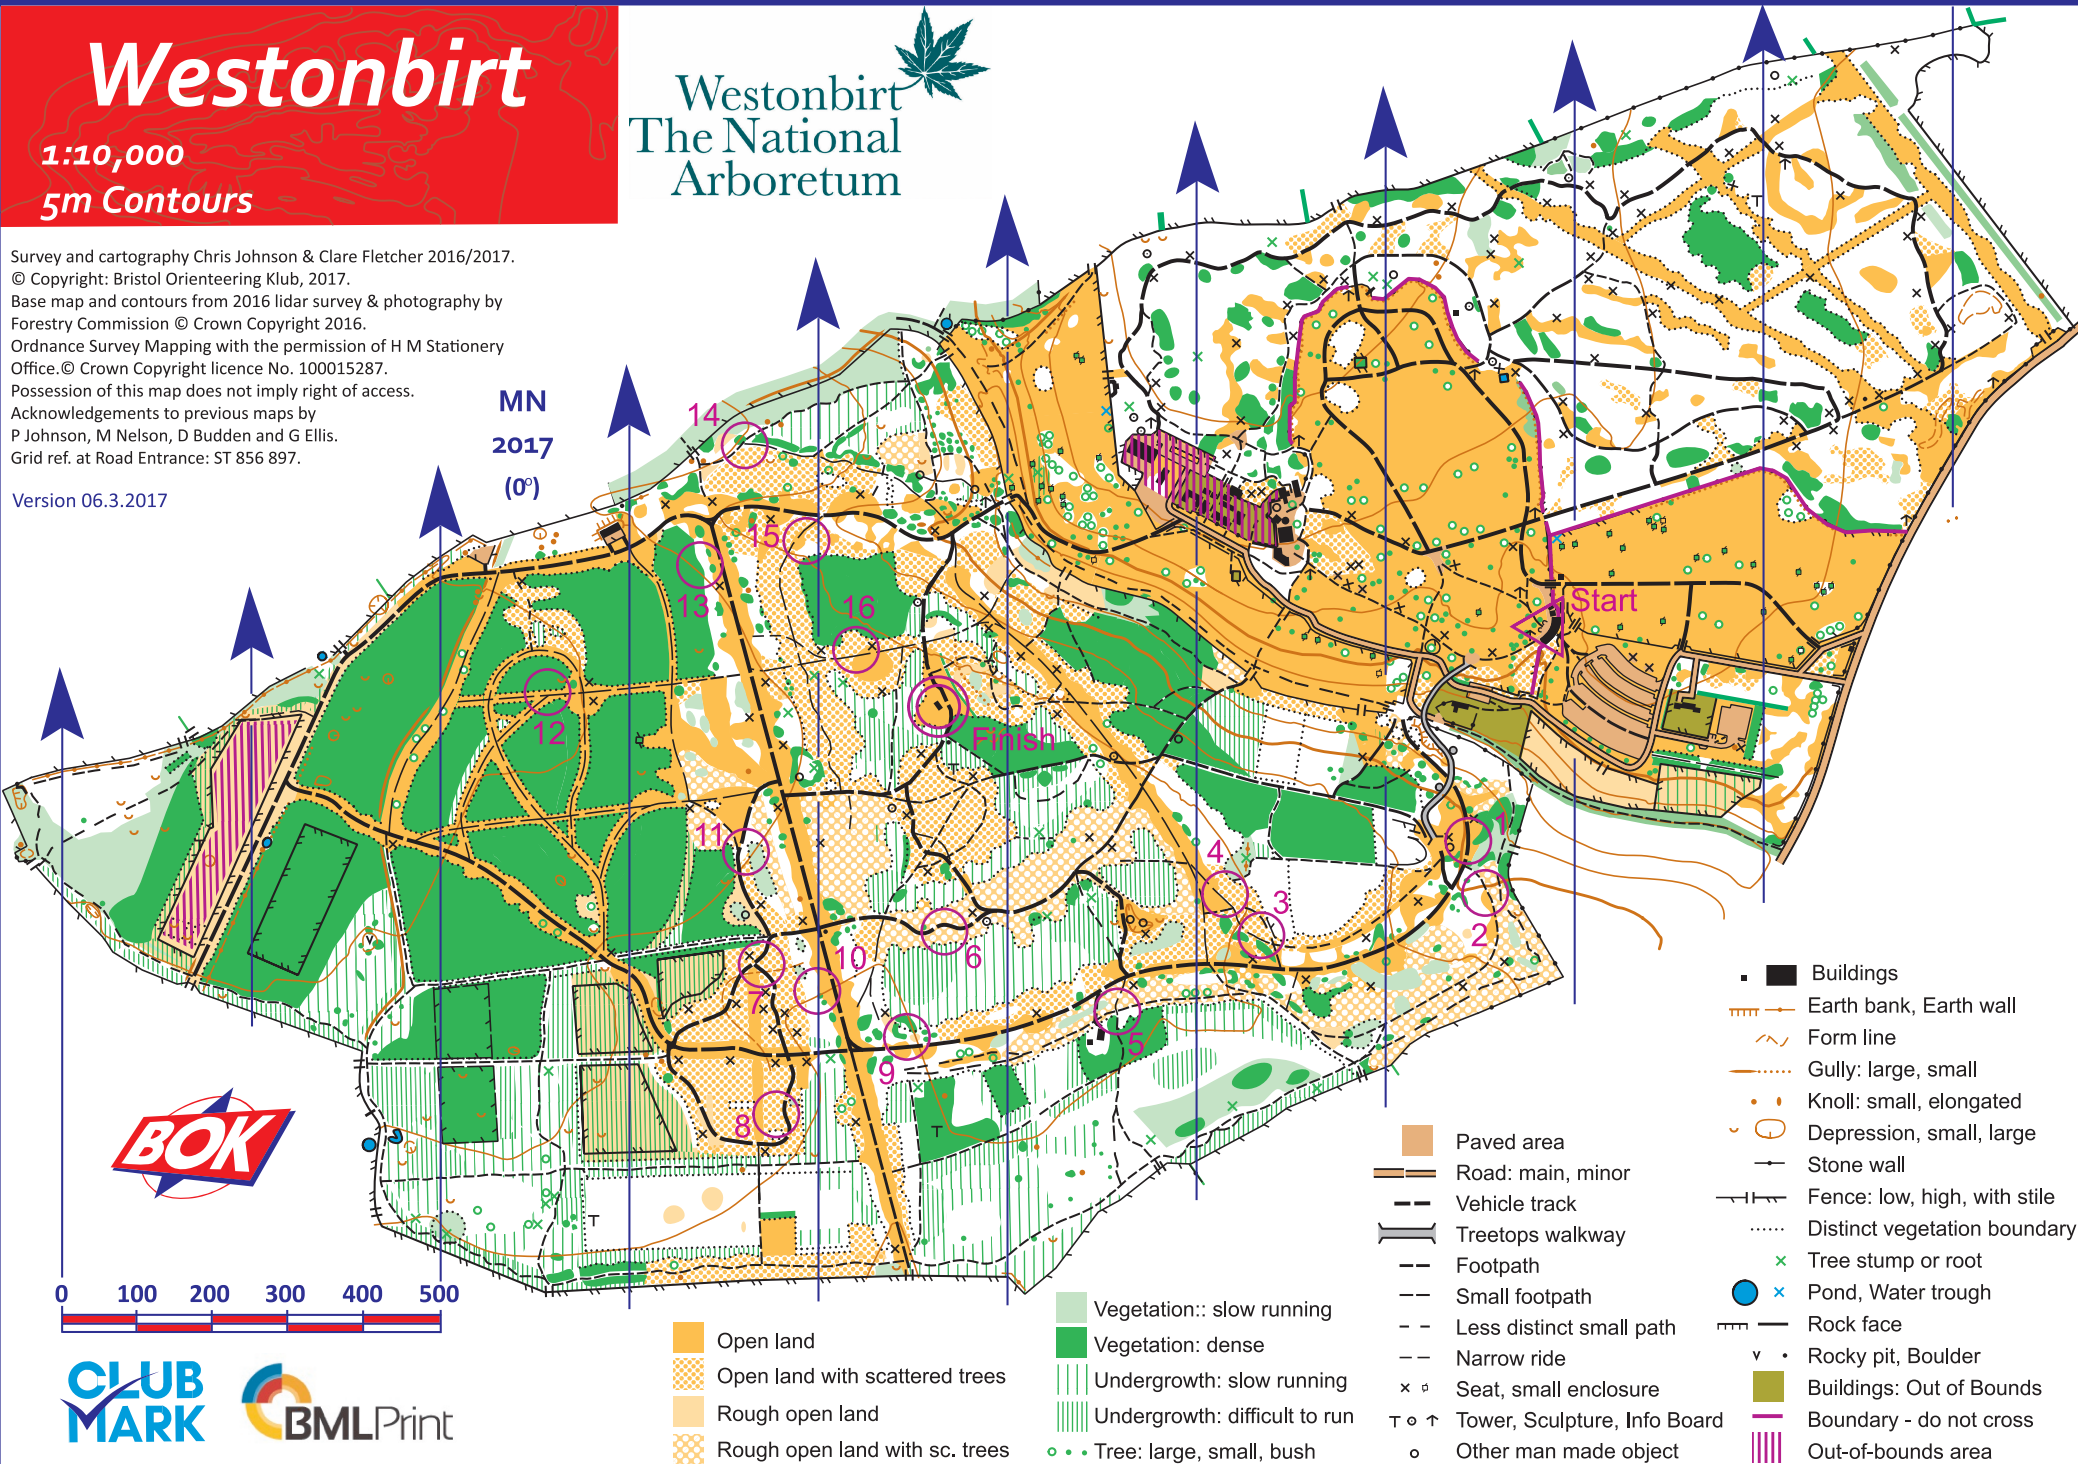 Westonbirt
1:10,000
5m Contours
Westonbirt
The National
Arboretum
Survey and cartography Chris Johnson & Clare Fletcher 2016/2017.
© Copyright: Bristol Orienteering Klub, 2017.
Base map and contours from 2016 lidar survey & photography by
Forestry Commission © Crown Copyright 2016.
Ordnance Survey Mapping with the permission of H M Stationery
Office.© Crown Copyright licence No. 100015287.
Possession of this map does not imply right of access.
Acknowledgements to previous maps by
P Johnson, M Nelson, D Budden and G Ellis.
Grid ref. at Road Entrance: ST 856 897.
Version 06.3.2017
MN
2017
(0°)
14
15
13
16
Start
12
Finish
11
1
4
3
2
6
10
7
9
5
8
BOK
0 100 200 300 400 500
CLUB
MARK
BMLPrint
Open land
Open land with scattered trees
Rough open land
Rough open land with sc. trees
Vegetation:: slow running
Vegetation: dense
Undergrowth: slow running
Undergrowth: difficult to run
Tree: large, small, bush
Paved area
Road: main, minor
Vehicle track
Treetops walkway
Footpath
Small footpath
Less distinct small path
Narrow ride
Seat, small enclosure
Tower, Sculpture, Info Board
Other man made object
Buildings
Earth bank, Earth wall
Form line
Gully: large, small
Knoll: small, elongated
Depression, small, large
Stone wall
Fence: low, high, with stile
Distinct vegetation boundary
Tree stump or root
Pond, Water trough
Rock face
Rocky pit, Boulder
Buildings: Out of Bounds
Boundary - do not cross
Out-of-bounds area